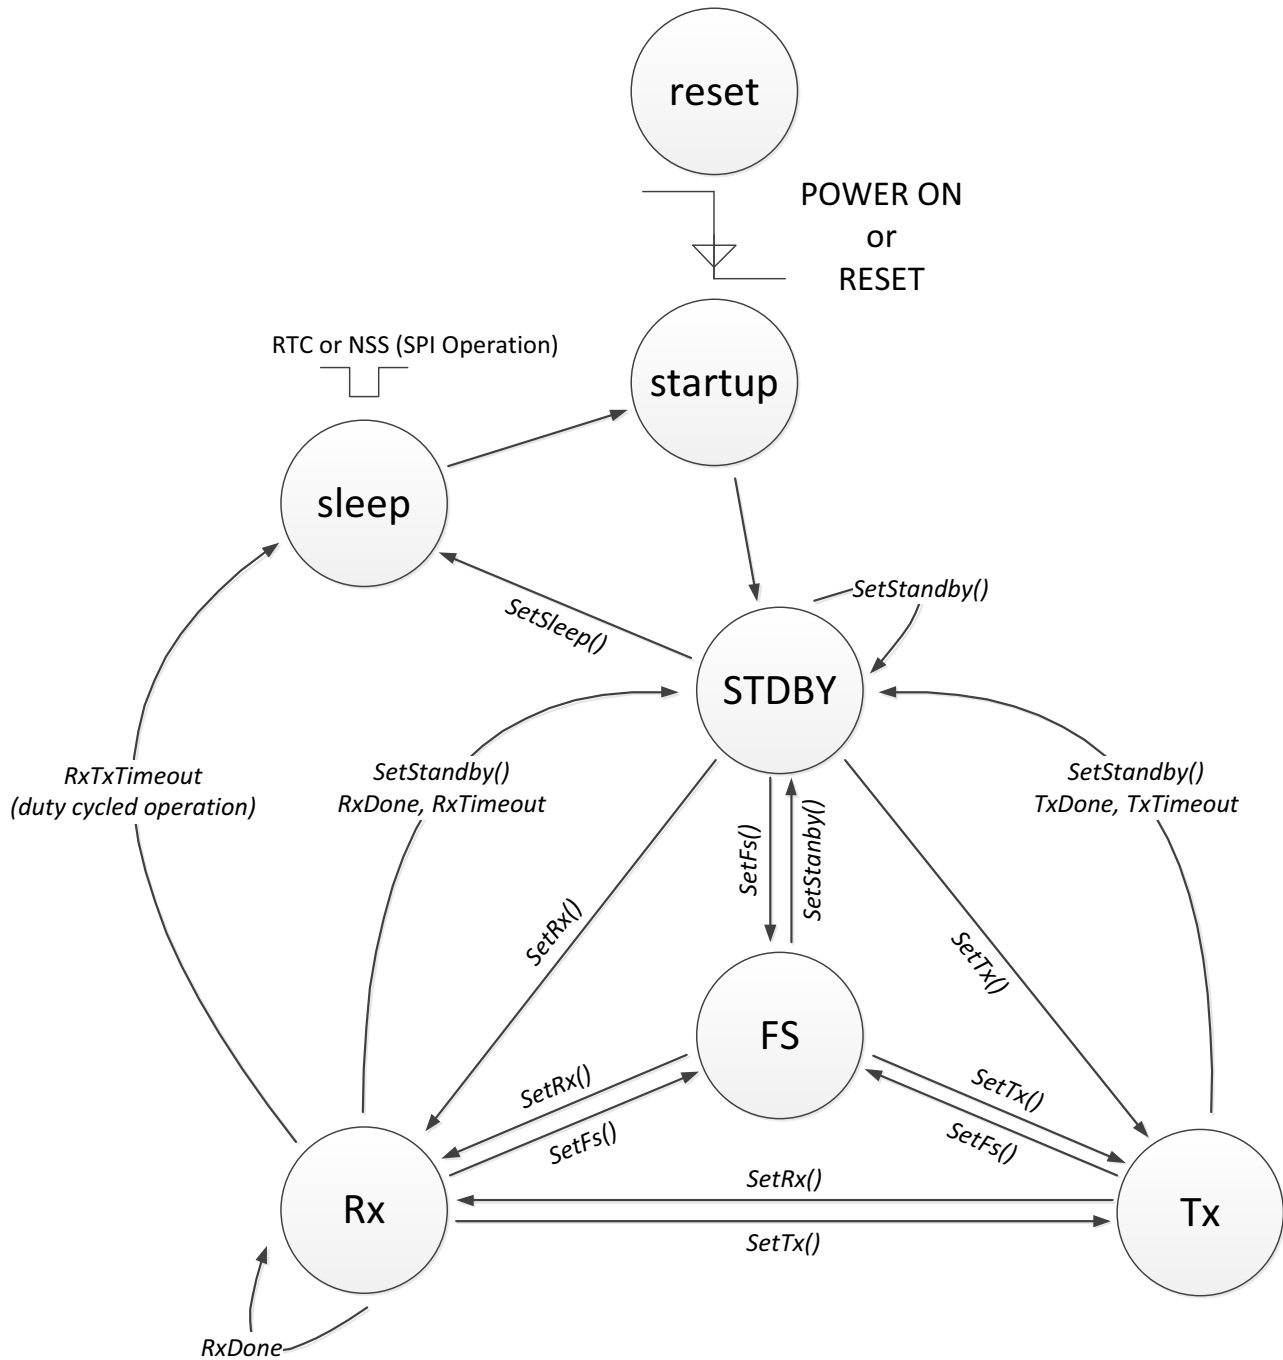 reset
POWER ON
or
RESET
RTC or NSS (SPI Operation)
startup
sleep
SetStandby()
SetSleep()
STDBY
RxTxTimeout
(duty cycled operation)
SetStandby()
RxDone, RxTimeout
SetStandby()
TxDone, TxTimeout
SetFs()
SetStanby()
SetRx()
SetTx()
FS
SetRx()
SetFs()
SetTx()
SetFs()
Rx
SetRx()
SetTx()
Tx
RxDone